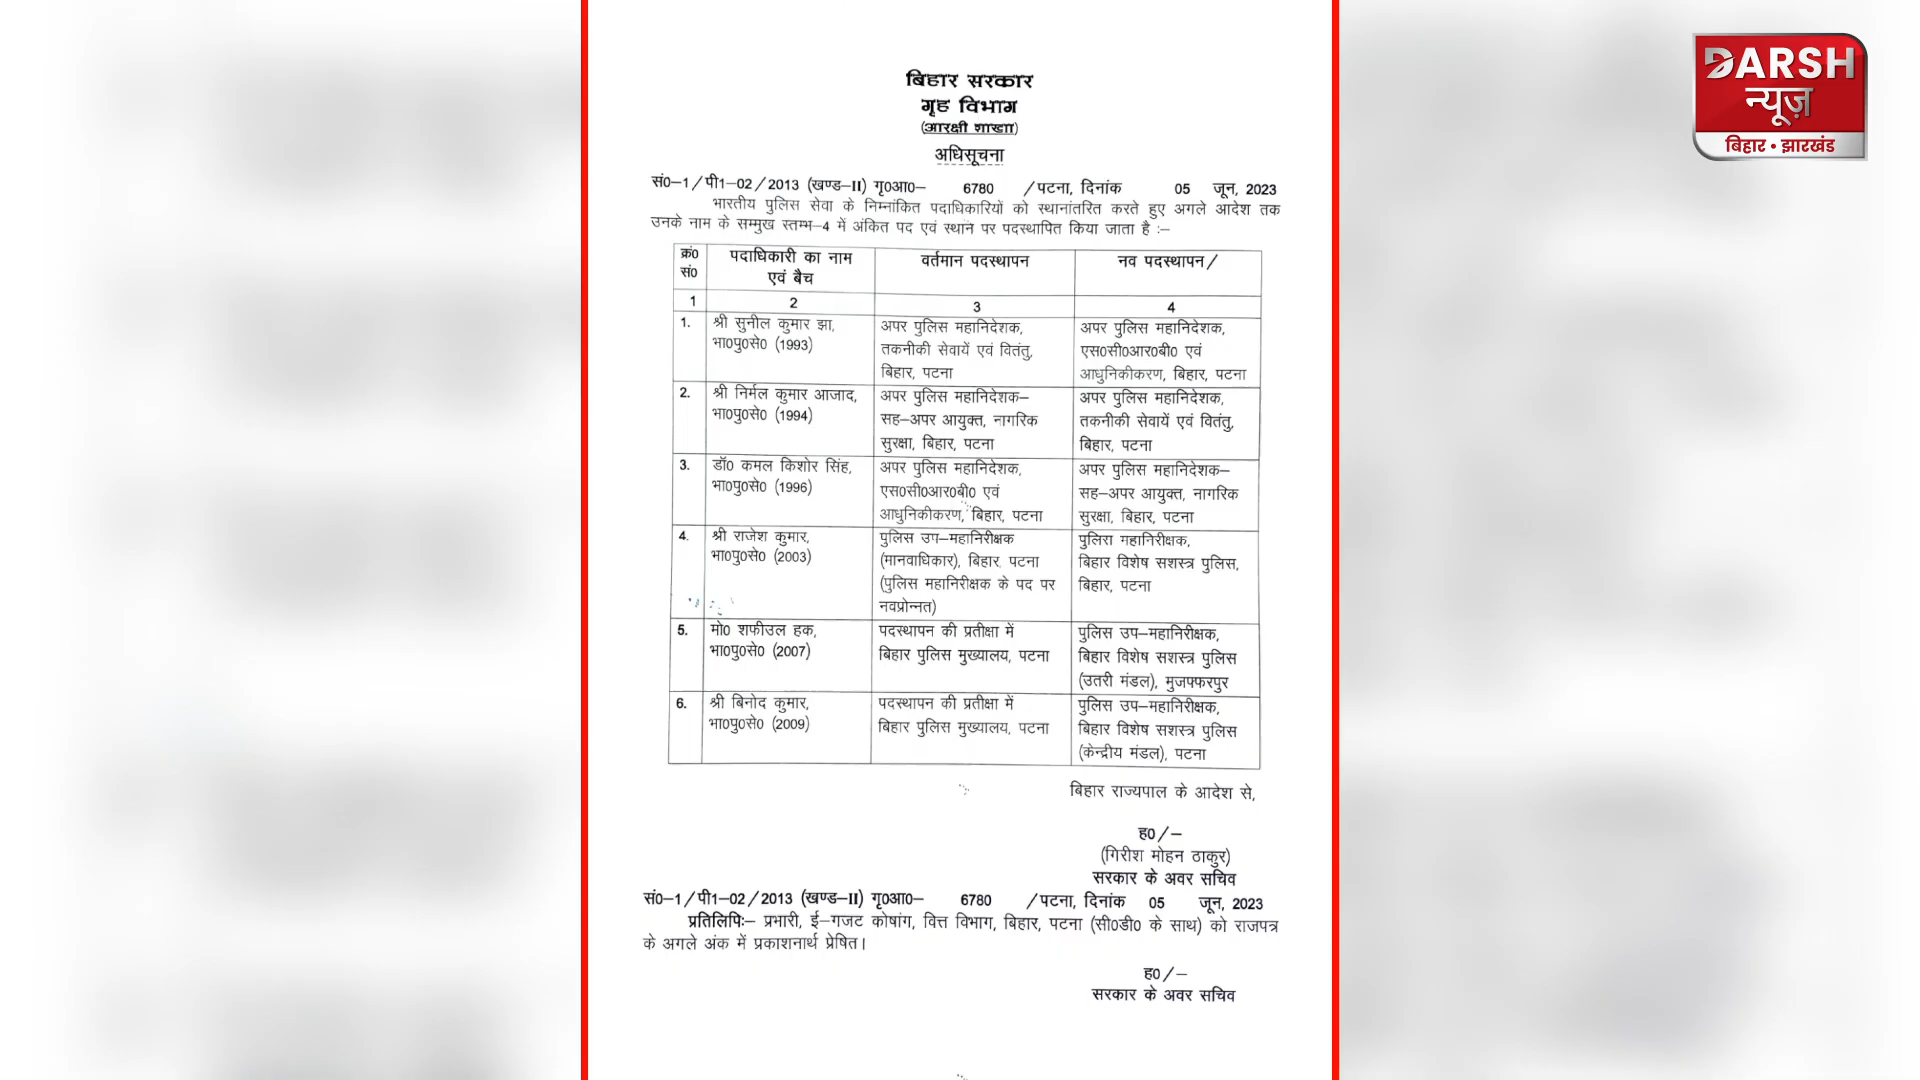 DARSH
न्यूज़
बिहार • झारखंड
बिहार सरकार
गृह विभाग
(आरक्षी शाखा)
अधिसूचना
सं0–1/पी1–02/2013 (खण्ड–II) गृ0आ0– 6780 /पटना, दिनांक 05 जून, 2023
भारतीय पुलिस सेवा के निम्नांकित पदाधिकारियों को स्थानांतरित करते हुए अगले आदेश तक
उनके नाम के सम्मुख स्तम्भ–4 में अंकित पद एवं स्थान पर पदस्थापित किया जाता है :–
क्रं0 सं0 | पदाधिकारी का नाम एवं बैच | वर्तमान पदस्थापन | नव पदस्थापन/
1 | 2 | 3 | 4
1. श्री सुनील कुमार झा, भा0पु0से0 (1993) | अपर पुलिस महानिदेशक, तकनीकी सेवायें एवं वितंतु, बिहार, पटना | अपर पुलिस महानिदेशक, एस0सी0आर0बी0 एवं आधुनिकीकरण, बिहार, पटना
2. श्री निर्मल कुमार आजाद, भा0पु0से0 (1994) | अपर पुलिस महानिदेशक– सह–अपर आयुक्त, नागरिक सुरक्षा, बिहार, पटना | अपर पुलिस महानिदेशक, तकनीकी सेवायें एवं वितंतु, बिहार, पटना
3. डॉ0 कमल किशोर सिंह, भा0पु0से0 (1996) | अपर पुलिस महानिदेशक, एस0सी0आर0बी0 एवं आधुनिकीकरण, बिहार, पटना | अपर पुलिस महानिदेशक– सह–अपर आयुक्त, नागरिक सुरक्षा, बिहार, पटना
4. श्री राजेश कुमार, भा0पु0से0 (2003) | पुलिस उप–महानिरीक्षक (मानवाधिकार), बिहार, पटना (पुलिस महानिरीक्षक के पद पर नवप्रोन्नत) | पुलिरा महानिरीक्षक, बिहार विशेष सशस्त्र पुलिस, बिहार, पटना
5. मो0 शफीउल हक, भा0पु0से0 (2007) | पदस्थापन की प्रतीक्षा में बिहार पुलिस मुख्यालय, पटना | पुलिस उप–महानिरीक्षक, बिहार विशेष सशस्त्र पुलिस (उतरी मंडल), मुजफ्फरपुर
6. श्री बिनोद कुमार, भा0पु0से0 (2009) | पदस्थापन की प्रतीक्षा में बिहार पुलिस मुख्यालय, पटना | पुलिस उप–महानिरीक्षक, बिहार विशेष सशस्त्र पुलिस (केन्द्रीय मंडल), पटना
बिहार राज्यपाल के आदेश से,
ह0/–
(गिरीश मोहन ठाकुर)
सरकार के अवर सचिव
सं0–1/पी1–02/2013 (खण्ड–II) गृ0आ0– 6780 /पटना, दिनांक 05 जून, 2023
प्रतिलिपिः– प्रभारी, ई–गजट कोषांग, वित्त विभाग, बिहार, पटना (सी0डी0 के साथ) को राजपत्र
के अगले अंक में प्रकाशनार्थ प्रेषित।
ह0/–
सरकार के अवर सचिव